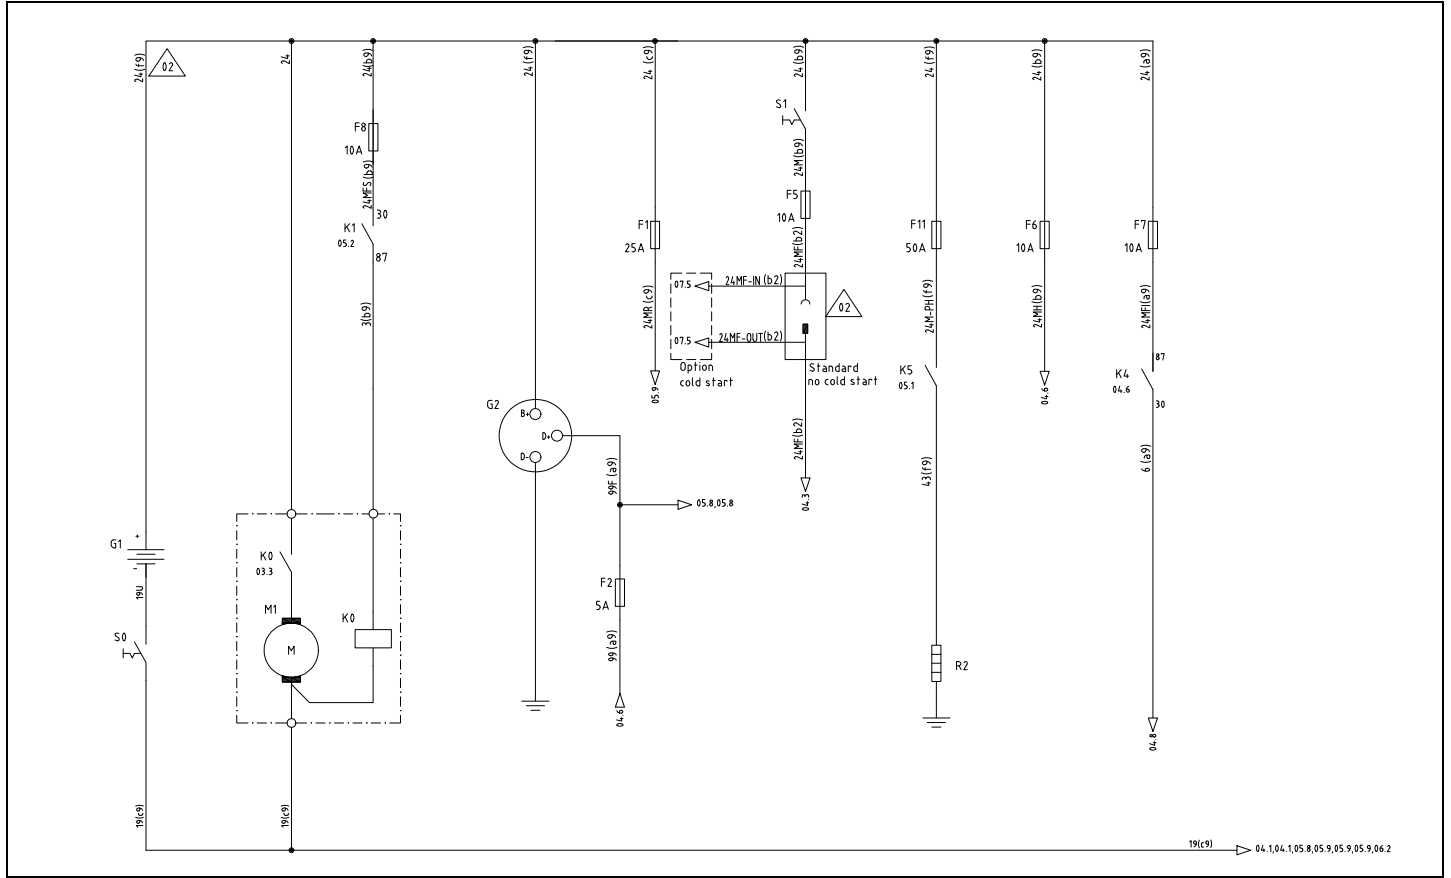 24(f9)
02
24
24(b9)
24 (f9)
24 (c9)
24 (b9)
24 (f9)
24 (b9)
24 (a9)
S1
F8
10A
24M(b9)
24MFS(b9)
F5
10A
30
K1
05.2
87
F1
25A
24MF(b2)
F11
50A
F6
10A
F7
10A
07.5
24MF-IN (b2)
02
3(b9)
24MR (c9)
24M-PH(f9)
24MH(b9)
24MFI(a9)
07.5
24MF-OUT(b2)
Option
cold start
Standard
no cold start
87
K5
05.1
K4
04.6
30
05.9
04.6
G2
B+
D+
D-
24MF(b2)
99F (a9)
43(f9)
6 (a9)
05.8,05.8
04.3
G1
+
-
19U
K0
03.3
F2
5A
M1
K0
S0
M
99 (a9)
R2
04.6
04.8
19(c9)
19(c9)
19(c9)
04.1,04.1,05.8,05.9,05.9,05.9,06.2